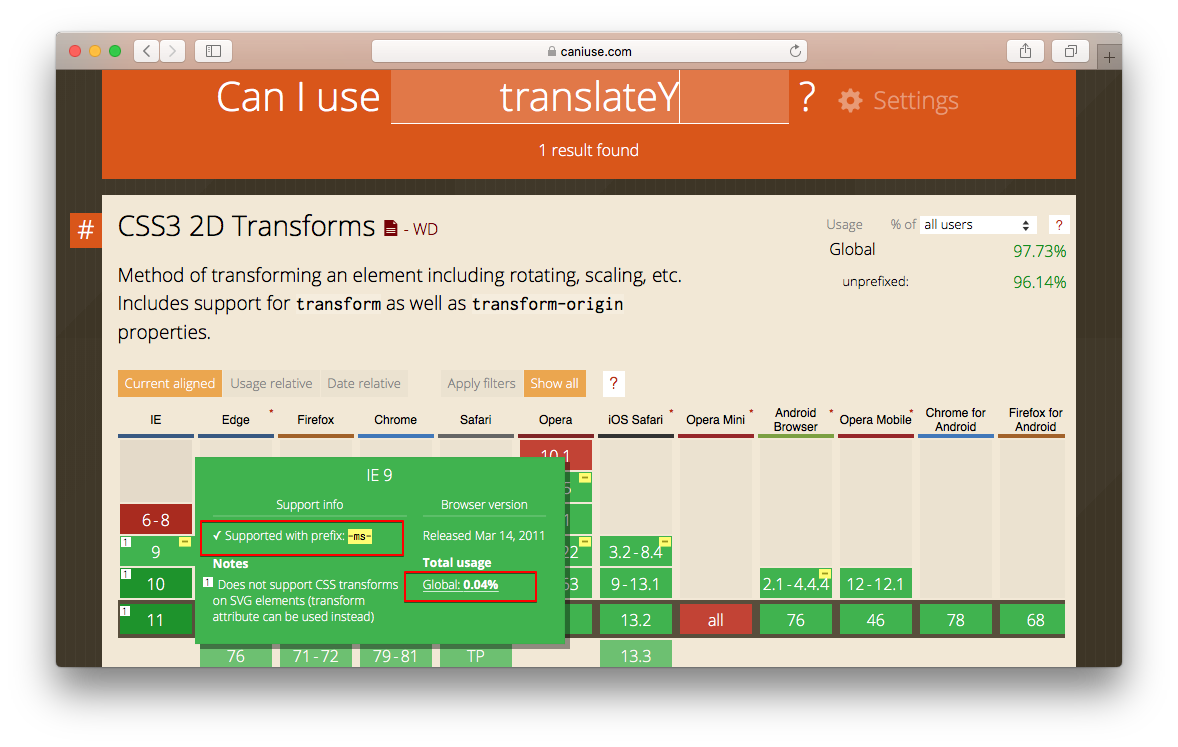 caniuse.com
Can I use translateY ? Settings
1 result found
#
CSS3 2D Transforms - WD
Usage % of all users ?
Global 97.73%
unprefixed: 96.14%
Method of transforming an element including rotating, scaling, etc.
Includes support for transform as well as transform-origin
properties.
Current aligned Usage relative Date relative Apply filters Show all ?
IE Edge * Firefox Chrome Safari Opera iOS Safari * Opera Mini * Android Browser * Opera Mobile * Chrome for Android Firefox for Android
10.1
IE 9
Support info Browser version
✓ Supported with prefix: -ms- Released Mar 14, 2011
Notes Total usage
1 Does not support CSS transforms Global: 0.04%
on SVG elements (transform
attribute can be used instead)
6-8
1 9 3.2-8.4
1 10 9-13.1 2.1-4.4.4 12-12.1
1 11 13.2 all 76 46 78 68
76 71-72 79-81 TP 13.3